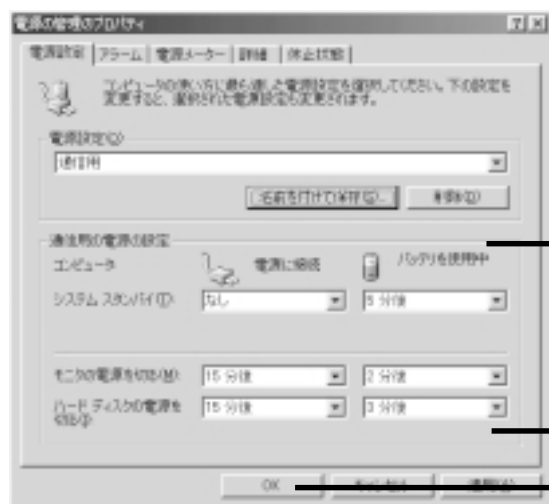 電源の管理のプロパティ
電源設定 アラーム 電源メーター 詳細 休止状態
コンピュータの使い方に最も適した電源設定を選択してください。下の設定を
変更すると、選択された電源設定も変更されます。
電源設定(C)
通信用
名前を付けて保存(S)... 削除(D)
通信用の電源の設定
コンピュータ 電源に接続 バッテリを使用中
システム スタンバイ(T): なし 5 分後
モニタの電源を切る(M): 15 分後 2 分後
ハード ディスクの電源を
切る(I): 15 分後 3 分後
OK キャンセル 適用(A)